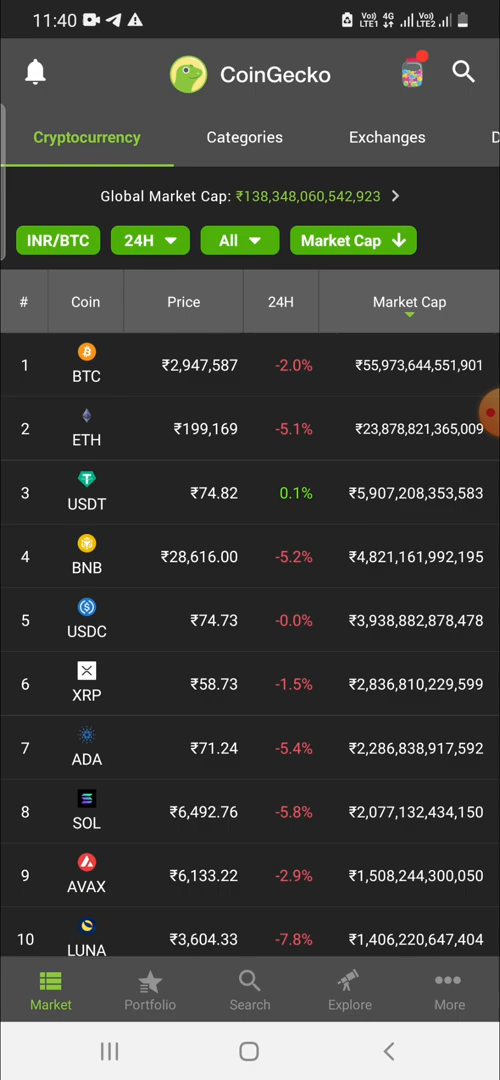 11:40
Vo)) LTE1 4G Vo)) LTE2
CoinGecko
Cryptocurrency Categories Exchanges D
Global Market Cap: ₹138,348,060,542,923
INR/BTC 24H All Market Cap
# Coin Price 24H Market Cap
1 BTC ₹2,947,587 -2.0% ₹55,973,644,551,901
2 ETH ₹199,169 -5.1% ₹23,878,821,365,009
3 USDT ₹74.82 0.1% ₹5,907,208,353,583
4 BNB ₹28,616.00 -5.2% ₹4,821,161,992,195
5 USDC ₹74.73 -0.0% ₹3,938,882,878,478
6 XRP ₹58.73 -1.5% ₹2,836,810,229,599
7 ADA ₹71.24 -5.4% ₹2,286,838,917,592
8 SOL ₹6,492.76 -5.8% ₹2,077,132,434,150
9 AVAX ₹6,133.22 -2.9% ₹1,508,244,300,050
10 LUNA ₹3,604.33 -7.8% ₹1,406,220,647,404
Market Portfolio Search Explore More